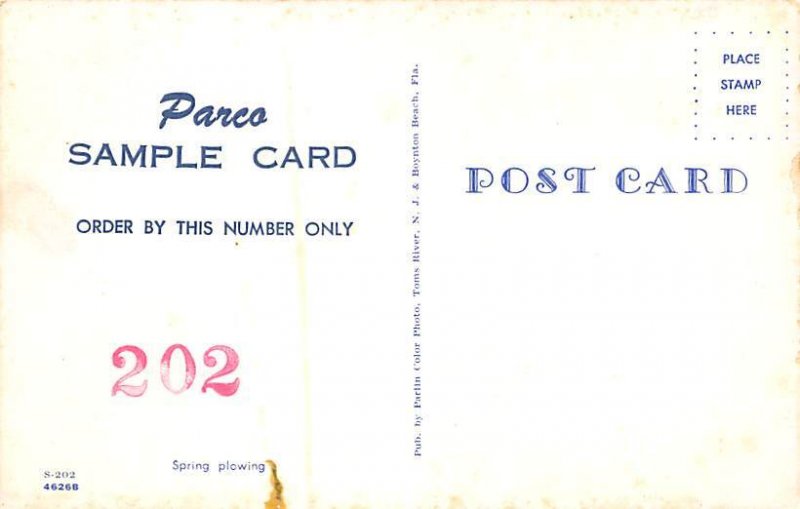 Parco
SAMPLE CARD
ORDER BY THIS NUMBER ONLY
202
Spring plowing
S-202
46268
Pub. by Parlin Color Photo, Toms River, N. J. & Boynton Beach, Fla.
PLACE
STAMP
HERE
POST CARD